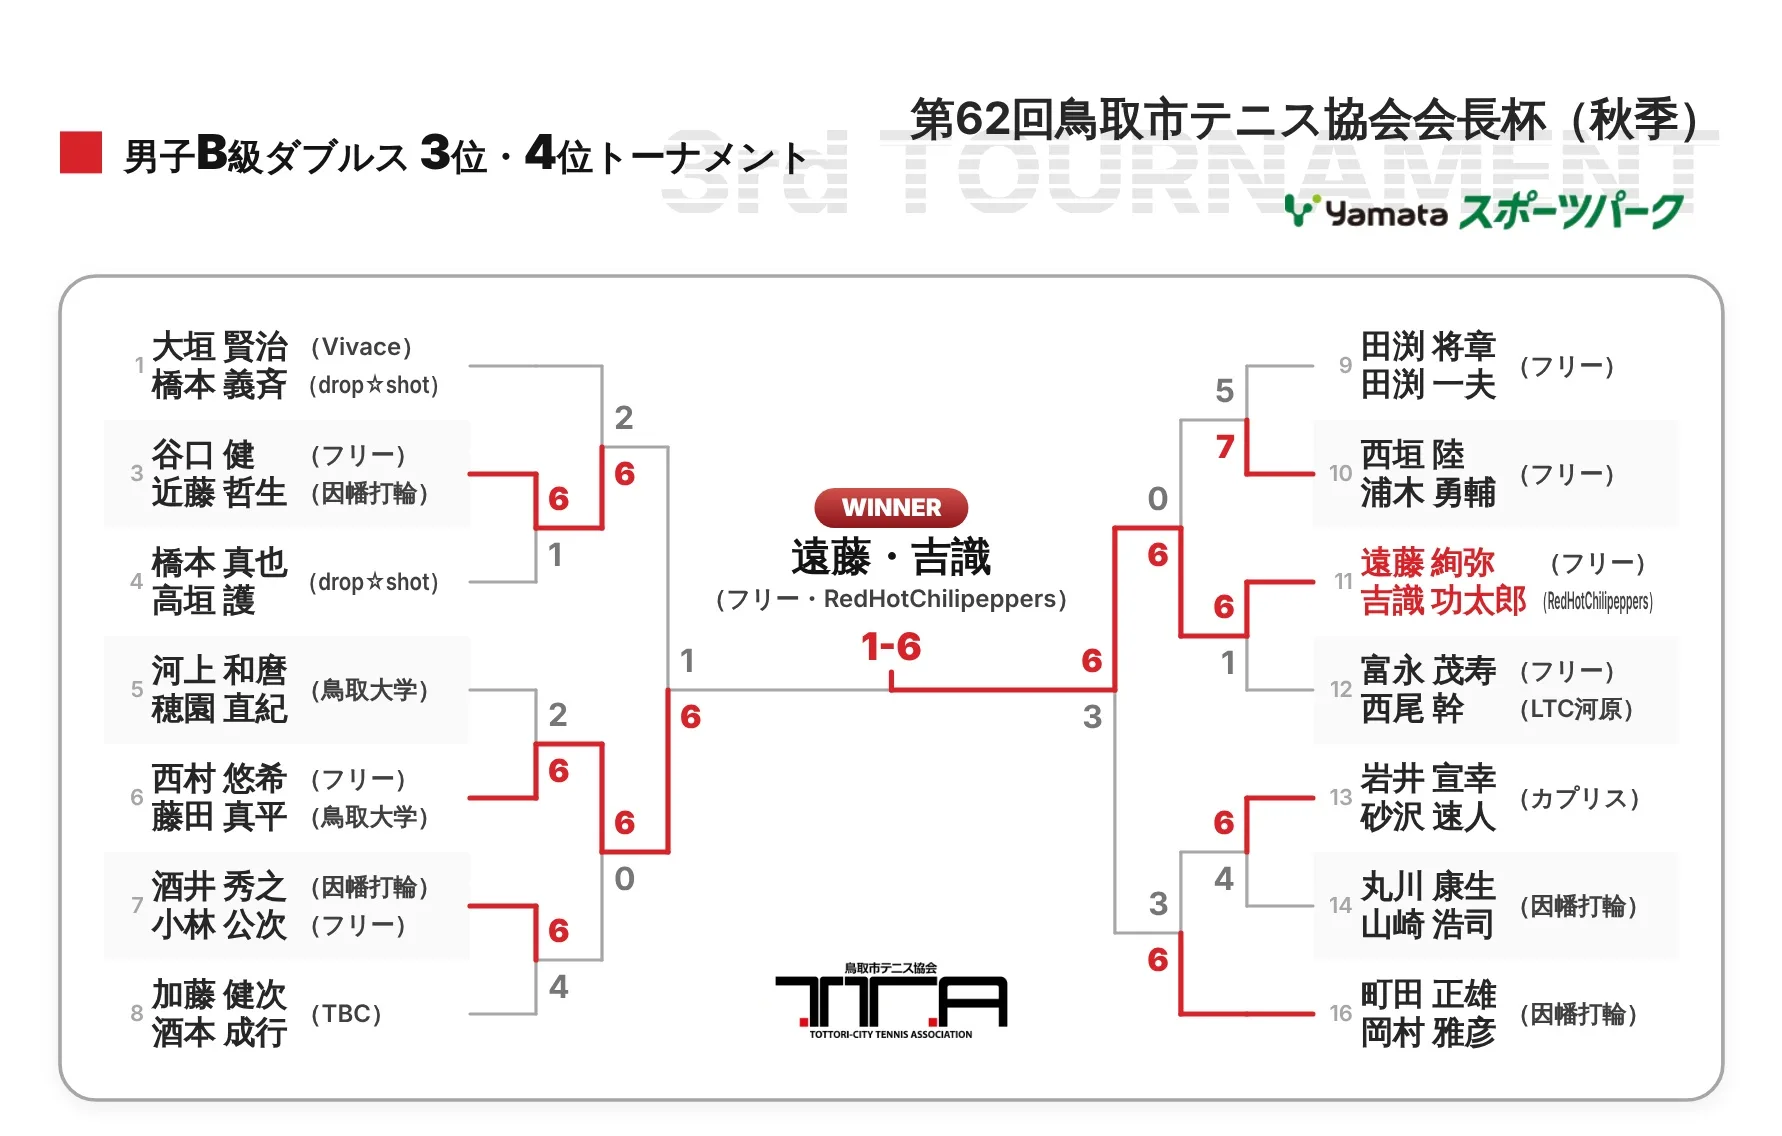 第62回鳥取市テニス協会会長杯（秋季）
男子B級ダブルス 3位・4位トーナメント
3rd TOURNAMENT
Yamata スポーツパーク
1 大垣 賢治 （Vivace）
橋本 義斉 （drop☆shot）
3 谷口 健 （フリー）
近藤 哲生 （因幡打輪）
4 橋本 真也 （drop☆shot）
高垣 護
5 河上 和麿 （鳥取大学）
穂園 直紀
6 西村 悠希 （フリー）
藤田 真平 （鳥取大学）
7 酒井 秀之 （因幡打輪）
小林 公次 （フリー）
8 加藤 健次 （TBC）
酒本 成行
6
1
2
6
6
4
2
6
6
0
1
6
WINNER
遠藤・吉識
（フリー・RedHotChilipeppers）
1-6
鳥取市テニス協会
TTA
TOTTORI-CITY TENNIS ASSOCIATION
6
3
0
6
3
6
5
7
6
1
6
4
9 田渕 将章 （フリー）
田渕 一夫
10 西垣 陸 （フリー）
浦木 勇輔
11 遠藤 絢弥 （フリー）
吉識 功太郎 （RedHotChilipeppers）
12 富永 茂寿 （フリー）
西尾 幹 （LTC河原）
13 岩井 宣幸 （カプリス）
砂沢 速人
14 丸川 康生 （因幡打輪）
山崎 浩司
16 町田 正雄 （因幡打輪）
岡村 雅彦